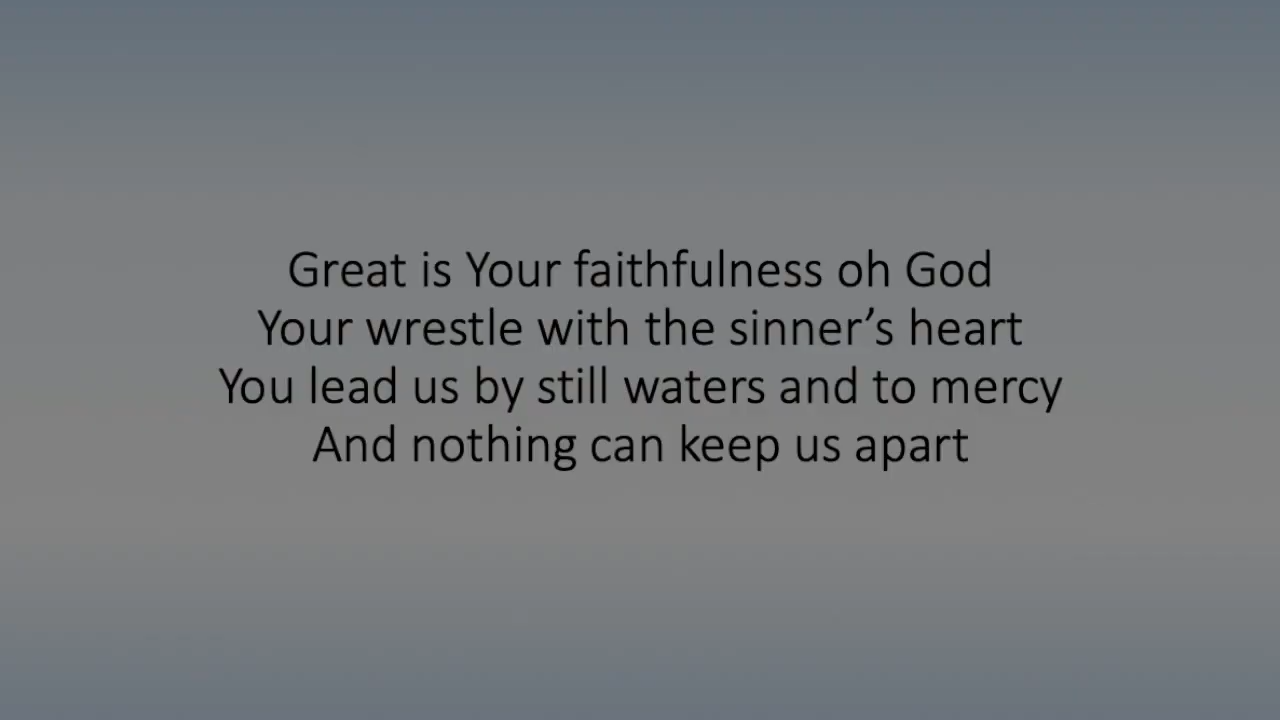 Great is Your faithfulness oh God
Your wrestle with the sinner’s heart
You lead us by still waters and to mercy
And nothing can keep us apart